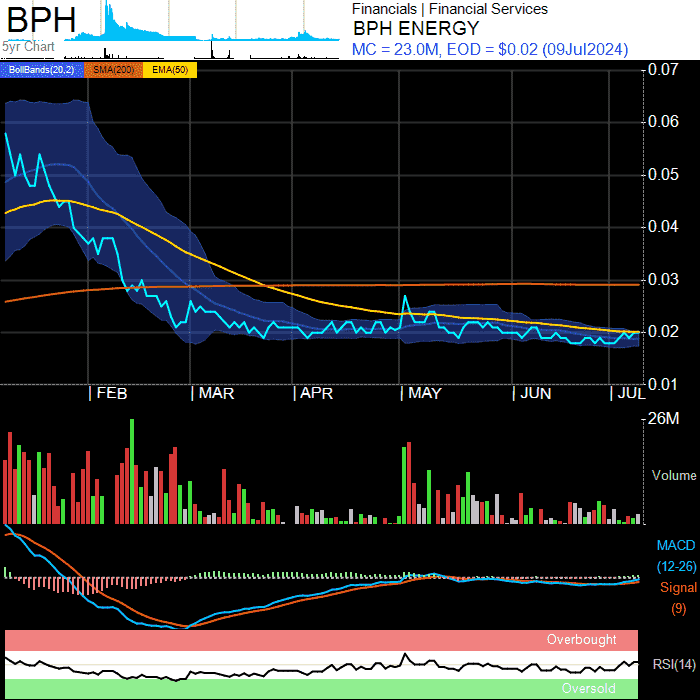 BPH
5yr Chart
Financials | Financial Services
BPH ENERGY
MC = 23.0M, EOD = $0.02 (09Jul2024)
BollBands(20,2) SMA(200) EMA(50)
0.07
0.06
0.05
0.04
0.03
0.02
0.01
FEB MAR APR MAY JUN JUL
26M
Volume
MACD
(12-26)
Signal
(9)
Overbought
RSI(14)
Oversold